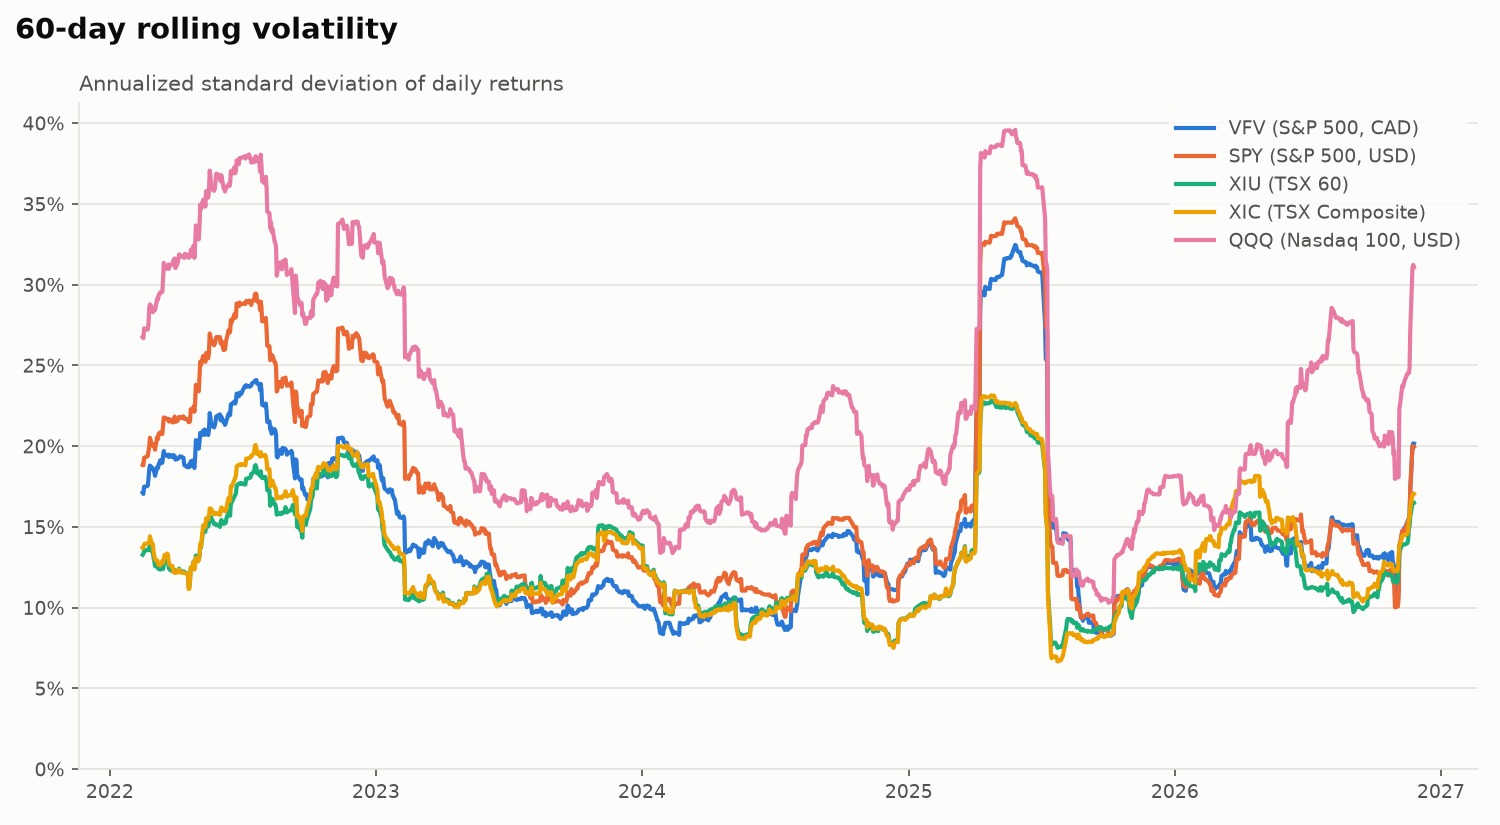 60-day rolling volatility
Annualized standard deviation of daily returns
40%
35%
30%
25%
20%
15%
10%
5%
0%
VFV (S&P 500, CAD)
SPY (S&P 500, USD)
XIU (TSX 60)
XIC (TSX Composite)
QQQ (Nasdaq 100, USD)
2022 2023 2024 2025 2026 2027